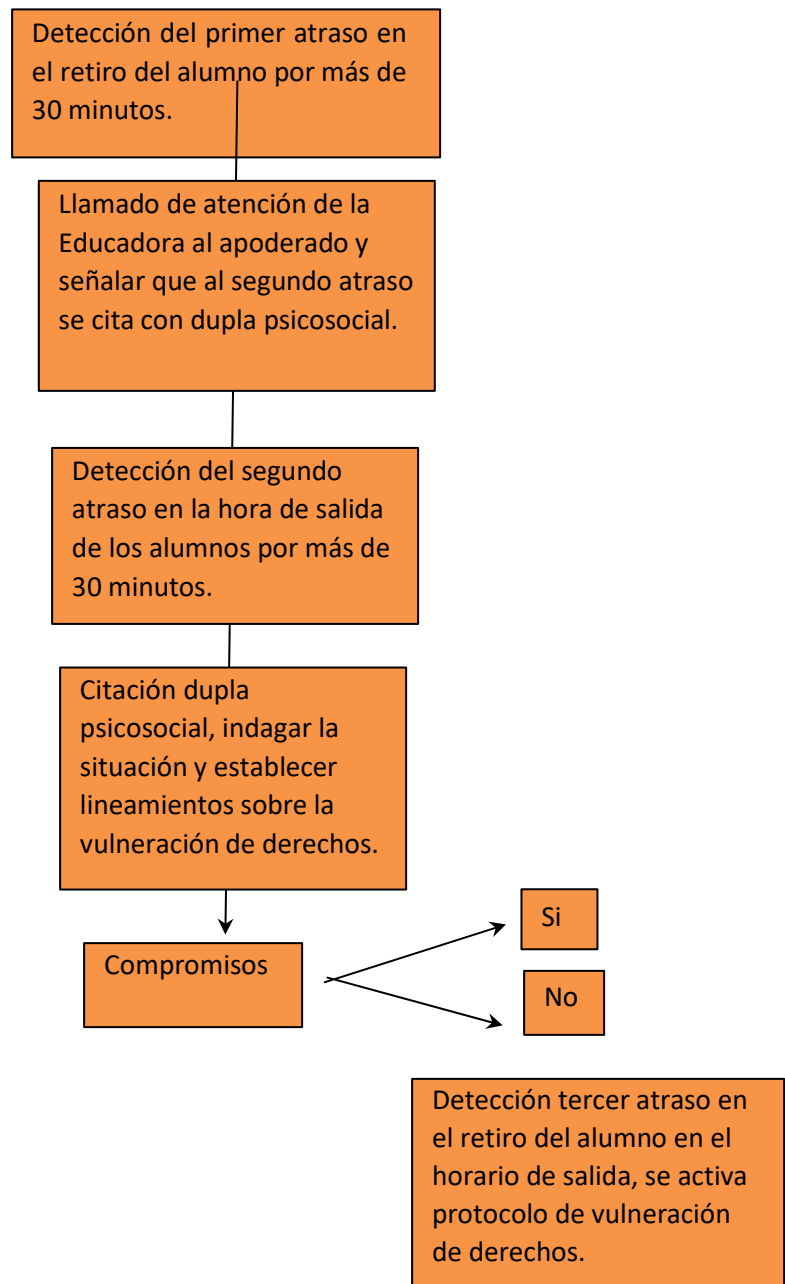 Detección del primer atraso en
el retiro del alumno por más de
30 minutos.
Llamado de atención de la
Educadora al apoderado y
señalar que al segundo atraso
se cita con dupla psicosocial.
Detección del segundo
atraso en la hora de salida
de los alumnos por más de
30 minutos.
Citación dupla
psicosocial, indagar la
situación y establecer
lineamientos sobre la
vulneración de derechos.
Compromisos
Si
No
Detección tercer atraso en
el retiro del alumno en el
horario de salida, se activa
protocolo de vulneración
de derechos.